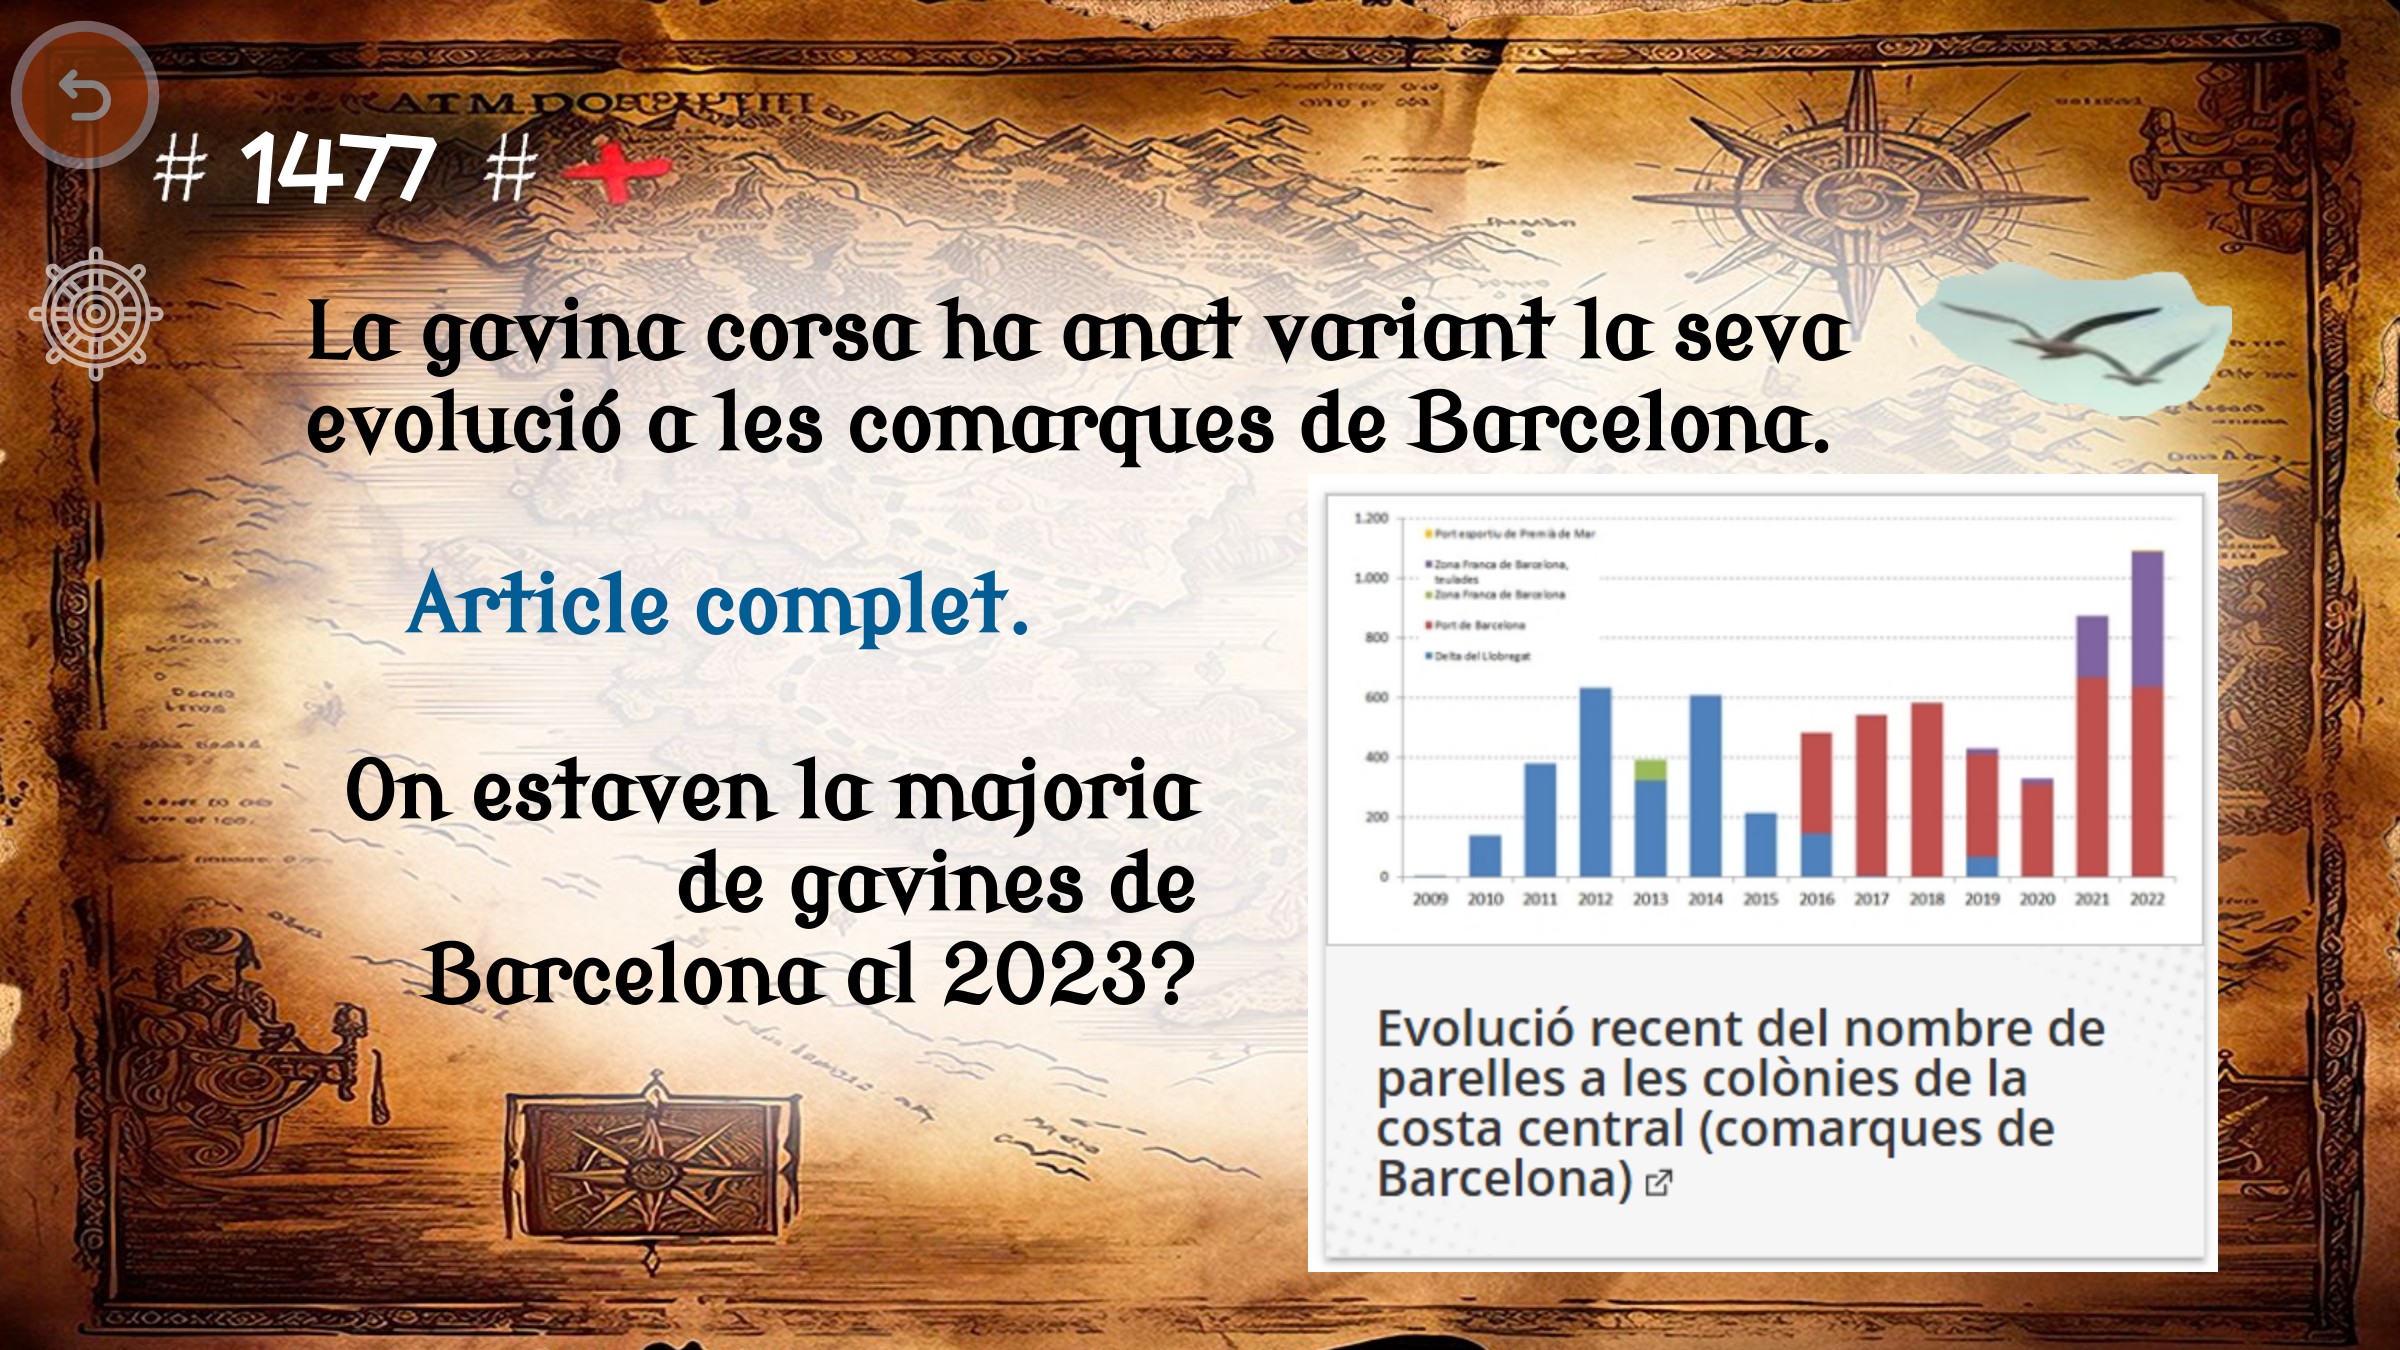 # 1477 #
La gavina corsa ha anat variant la seva
evolució a les comarques de Barcelona.
Article complet.
On estaven la majoria
de gavines de
Barcelona al 2023?
1.200
1.000
800
600
400
200
0
Port esportiu de Premià de Mar
Zona Franca de Barcelona,
teulades
Zona Franca de Barcelona
Port de Barcelona
Delta del Llobregat
2009 2010 2011 2012 2013 2014 2015 2016 2017 2018 2019 2020 2021 2022
Evolució recent del nombre de
parelles a les colònies de la
costa central (comarques de
Barcelona)